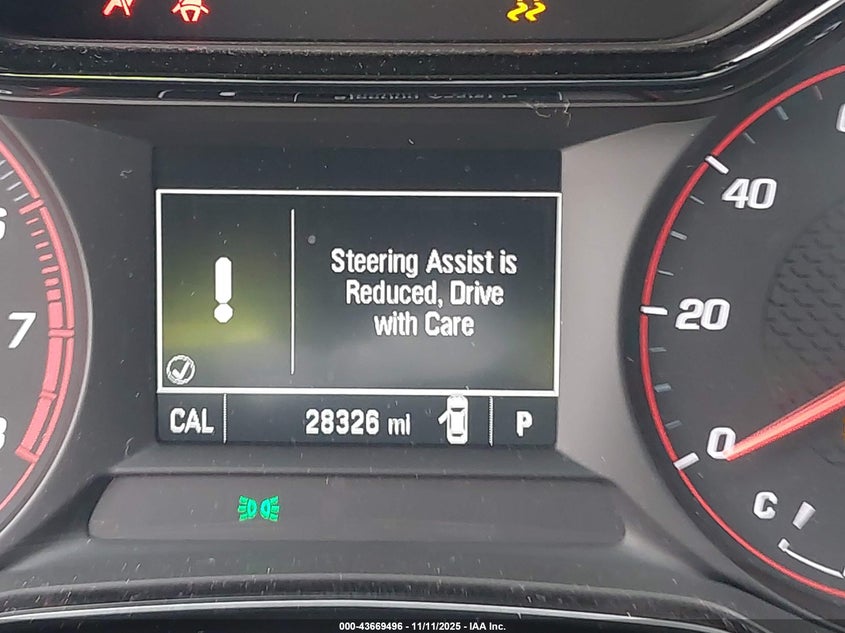 40
Steering Assist is
Reduced, Drive
with Care
20
7
CAL 28326 mi P
0
C
000-43669496 - 11/11/2025 - IAA Inc.